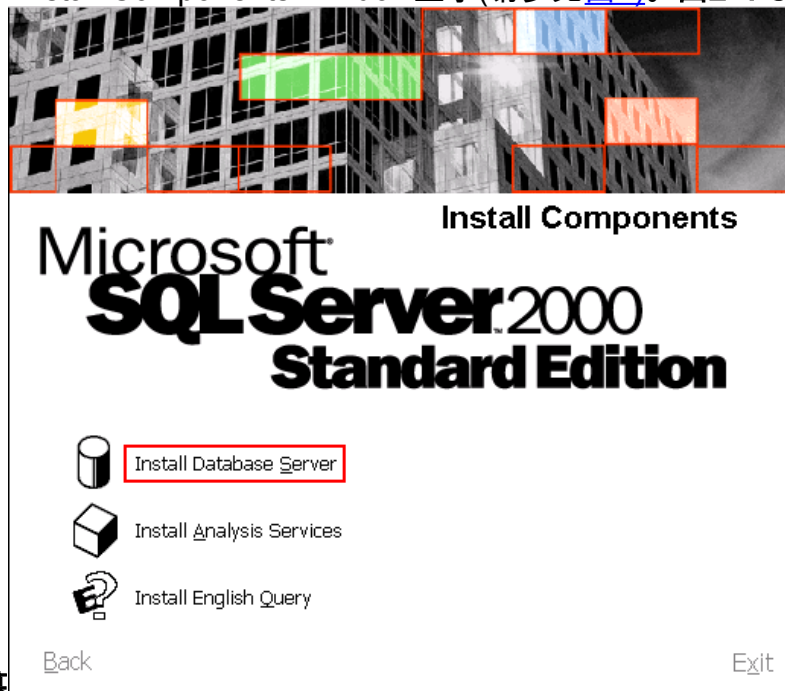 Install Components
Microsoft
SQL Server 2000
Standard Edition
Install Database Server
Install Analysis Services
Install English Query
Back
Exit